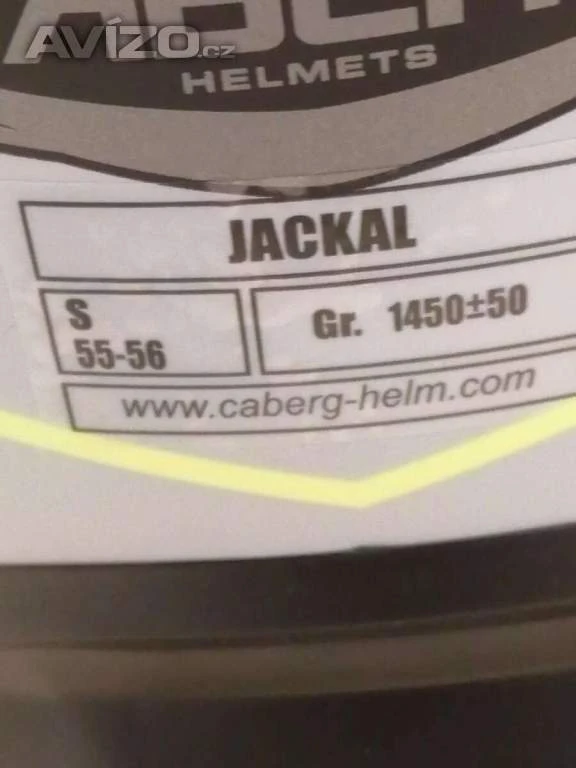 AVÍZO.cz
HELMETS
JACKAL
S
55-56
Gr. 1450±50
www.caberg-helm.com